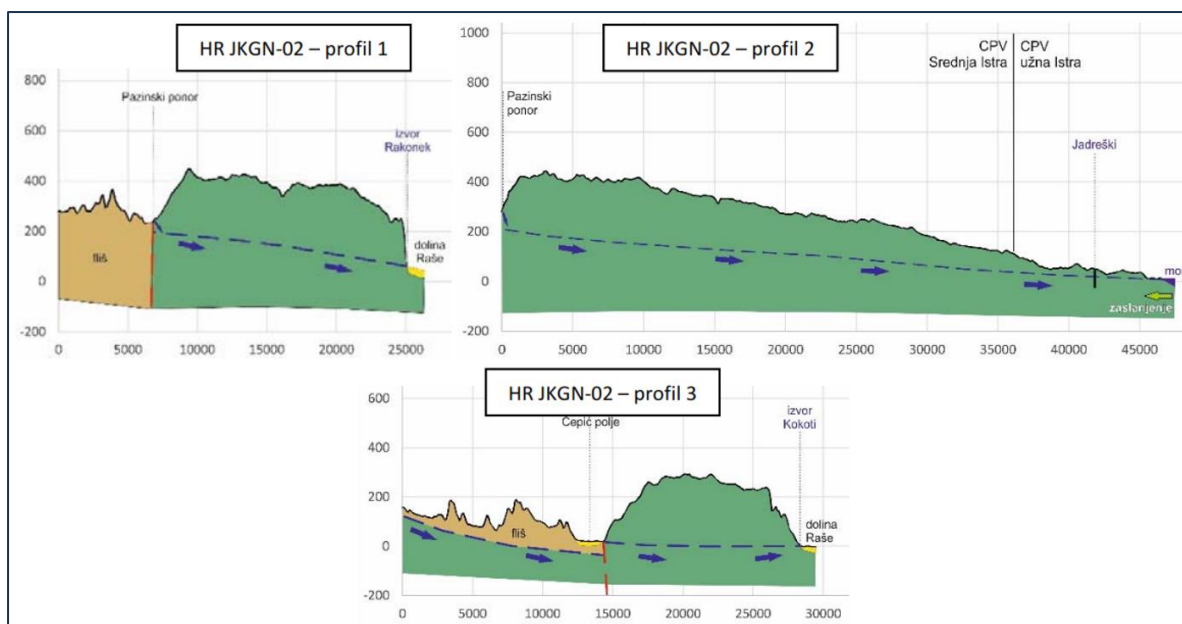 HR JKGN-02 – profil 1
800
600
400
200
0
-200
Pazinski ponor
izvor
Rakonek
fliš
dolina
Raše
0
5000
10000
15000
20000
25000
HR JKGN-02 – profil 2
1000
800
600
400
200
0
-200
Pazinski
ponor
CPV
Srednja Istra
CPV
užna Istra
Jadreški
mo
zaslanjenje
0
5000
10000
15000
20000
25000
30000
35000
40000
45000
HR JKGN-02 – profil 3
600
400
200
0
-200
Čepić polje
izvor
Kokoti
fliš
dolina
Raše
0
5000
10000
15000
20000
25000
30000